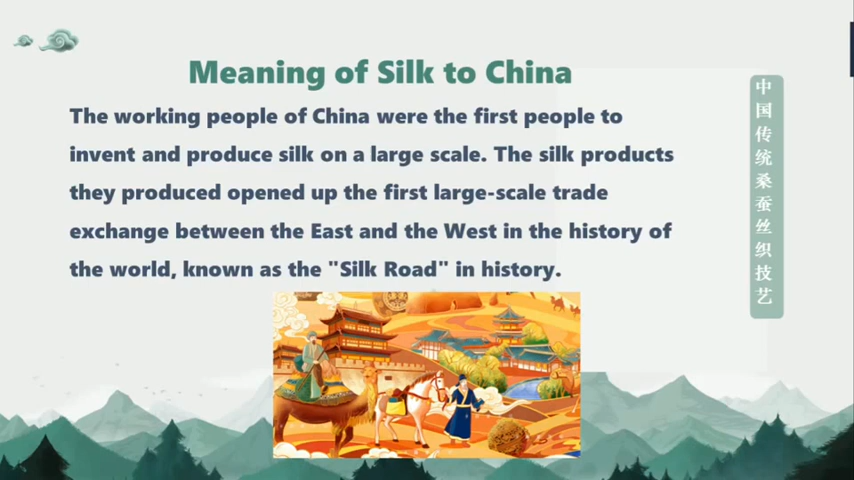 Meaning of Silk to China
The working people of China were the first people to
invent and produce silk on a large scale. The silk products
they produced opened up the first large-scale trade
exchange between the East and the West in the history of
the world, known as the "Silk Road" in history.
中国传统桑蚕丝织技艺